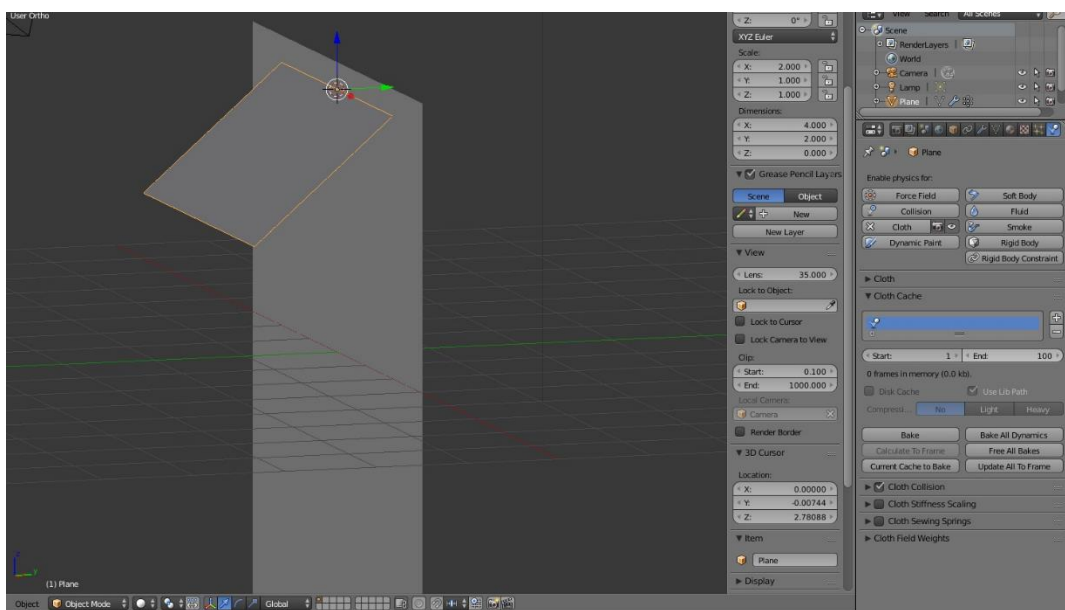 User Ortho
(1) Plane
Object
Object Mode
Global
Z: 0°
XYZ Euler
Scale:
X: 2.000
Y: 1.000
Z: 1.000
Dimensions:
X: 4.000
Y: 2.000
Z: 0.000
Grease Pencil Layers
Scene Object
New
New Layer
View
Lens: 35.000
Lock to Object:
Lock to Cursor
Lock Camera to View
Clip:
Start: 0.100
End: 1000.000
Local Camera:
Camera
Render Border
3D Cursor
Location:
X: 0.00000
Y: -0.00744
Z: 2.78088
Item
Plane
Display
View Search All Scenes
Scene
RenderLayers
World
Camera
Lamp
Plane
Plane
Enable physics for:
Force Field Soft Body
Collision Fluid
Cloth Smoke
Dynamic Paint Rigid Body
Rigid Body Constraint
Cloth
Cloth Cache
Start: 1 End: 100
0 frames in memory (0.0 kb).
Disk Cache Use Lib Path
Compressi... No Light Heavy
Bake Bake All Dynamics
Calculate To Frame Free All Bakes
Current Cache to Bake Update All To Frame
Cloth Collision
Cloth Stiffness Scaling
Cloth Sewing Springs
Cloth Field Weights